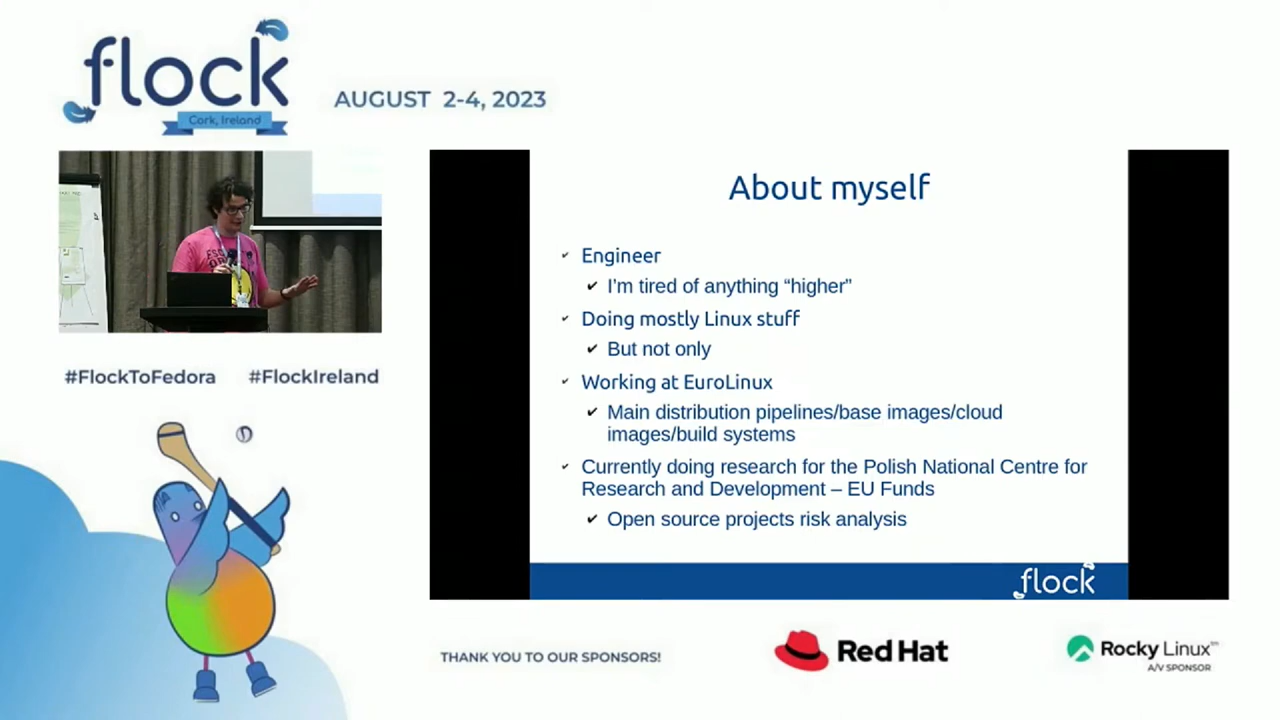 flock
Cork, Ireland
AUGUST 2-4, 2023
#FlockToFedora #FlockIreland
About myself
Engineer
I'm tired of anything “higher”
Doing mostly Linux stuff
But not only
Working at EuroLinux
Main distribution pipelines/base images/cloud
images/build systems
Currently doing research for the Polish National Centre for
Research and Development – EU Funds
Open source projects risk analysis
flock
THANK YOU TO OUR SPONSORS!
Red Hat
Rocky Linux™
A/V SPONSOR